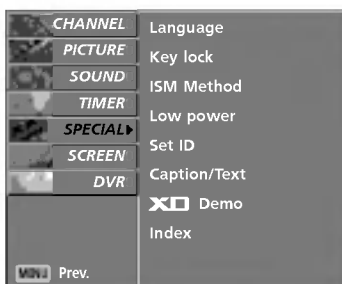 CHANNEL
PICTURE
SOUND
TIMER
SPECIAL
SCREEN
DVR
Language
Key lock
ISM Method
Low power
Set ID
Caption/Text
XD Demo
Index
MENU Prev.